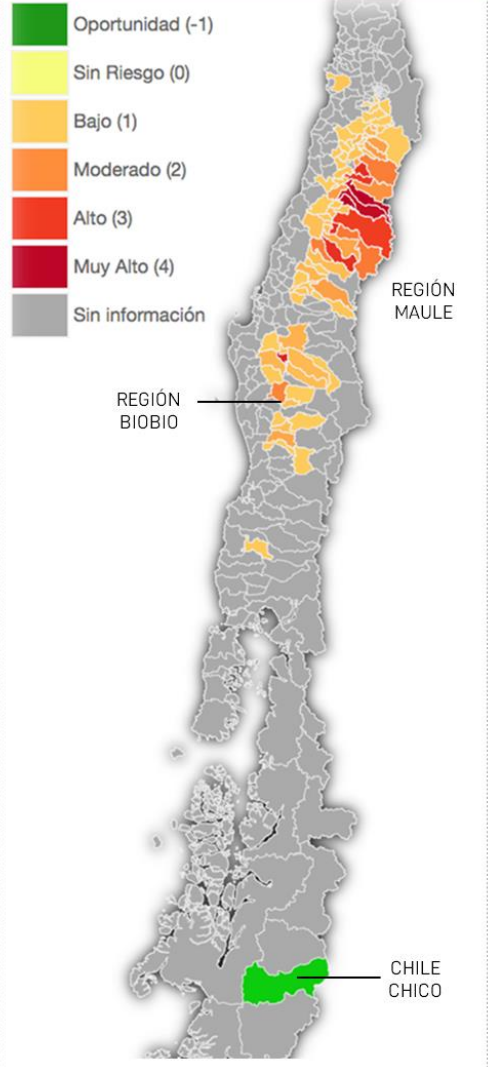 Oportunidad (-1)
Sin Riesgo (0)
Bajo (1)
Moderado (2)
Alto (3)
Muy Alto (4)
Sin información
REGIÓN
MAULE
REGIÓN
BIOBIO
CHILE
CHICO